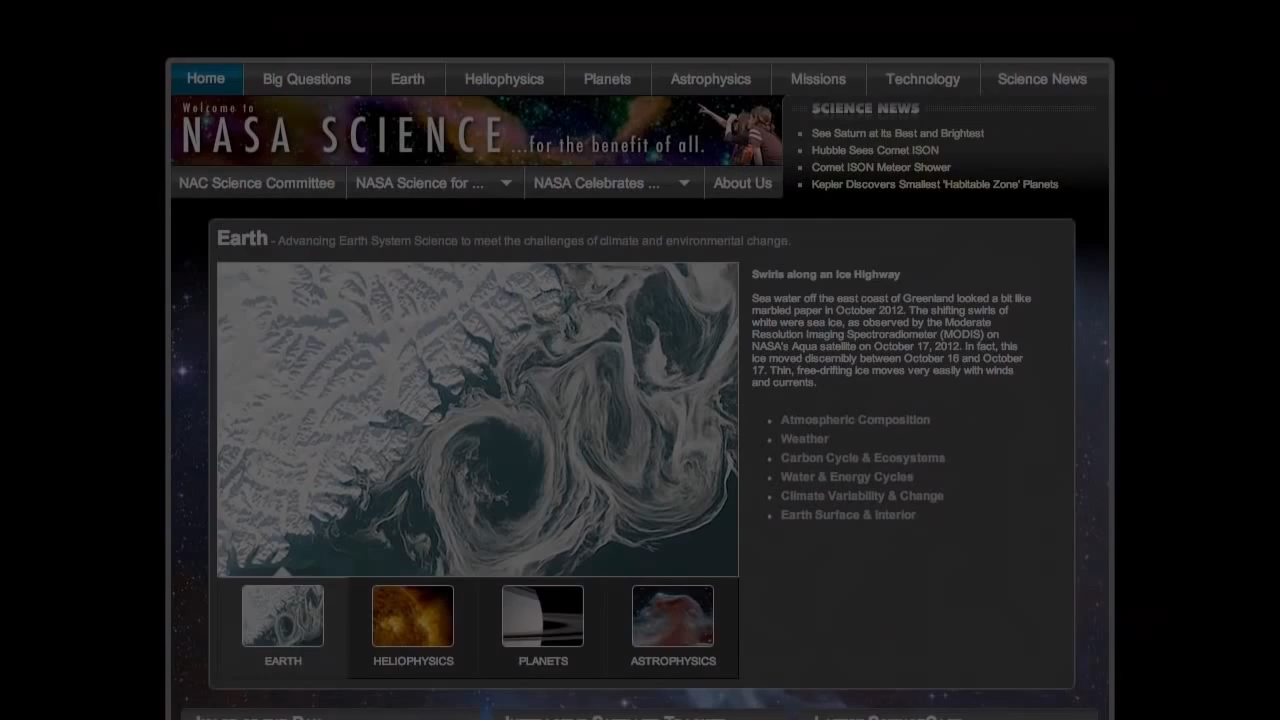 Home Big Questions Earth Heliophysics Planets Astrophysics Missions Technology Science News
Welcome to
NASA SCIENCE ...for the benefit of all.
NAC Science Committee NASA Science for ... NASA Celebrates ... About Us
SCIENCE NEWS
See Saturn at Its Best and Brightest
Hubble Sees Comet ISON
Comet ISON Meteor Shower
Kepler Discovers Smallest 'Habitable Zone' Planets
Earth - Advancing Earth System Science to meet the challenges of climate and environmental change.
Swirls along an Ice Highway
Sea water off the east coast of Greenland looked a bit like
marbled paper in October 2012. The shifting swirls of
white were sea ice, as observed by the Moderate
Resolution Imaging Spectroradiometer (MODIS) on
NASA's Aqua satellite on October 17, 2012. In fact, this
ice moved discernibly between October 16 and October
17. Thin, free-drifting ice moves very easily with winds
and currents.
Atmospheric Composition
Weather
Carbon Cycle & Ecosystems
Water & Energy Cycles
Climate Variability & Change
Earth Surface & Interior
EARTH HELIOPHYSICS PLANETS ASTROPHYSICS